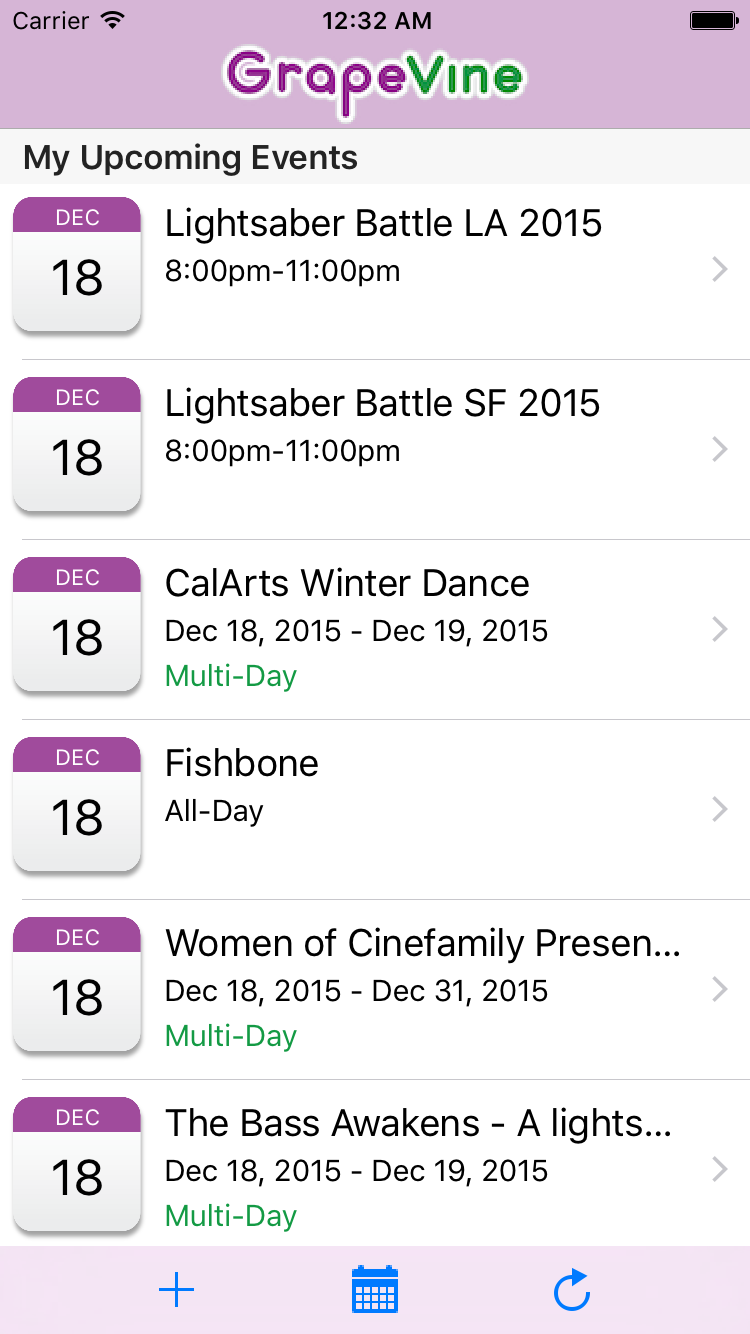 Carrier 12:32 AM
GrapeVine
My Upcoming Events
DEC
18
Lightsaber Battle LA 2015
8:00pm-11:00pm
DEC
18
Lightsaber Battle SF 2015
8:00pm-11:00pm
DEC
18
CalArts Winter Dance
Dec 18, 2015 - Dec 19, 2015
Multi-Day
DEC
18
Fishbone
All-Day
DEC
18
Women of Cinefamily Presen...
Dec 18, 2015 - Dec 31, 2015
Multi-Day
DEC
18
The Bass Awakens - A lights...
Dec 18, 2015 - Dec 19, 2015
Multi-Day